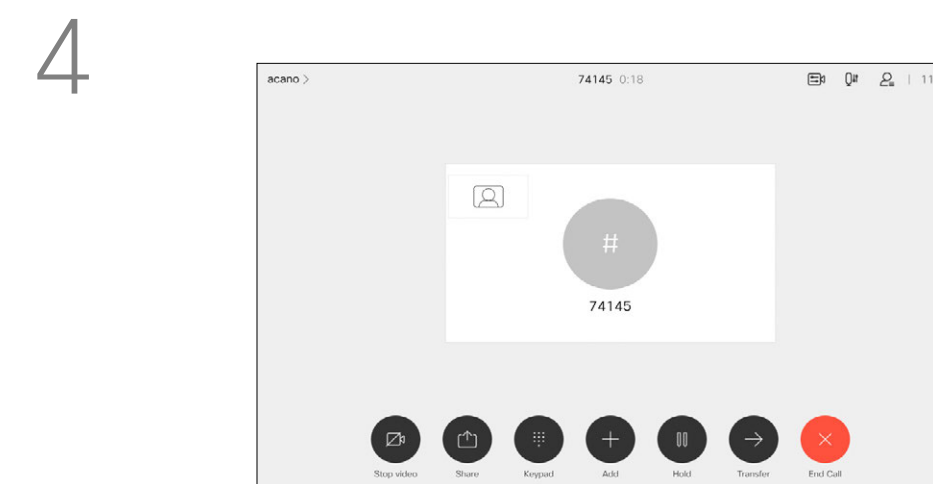 4
acano >
74145 0:18
11
#
74145
Stop video Share Keypad Add Hold Transfer End Call